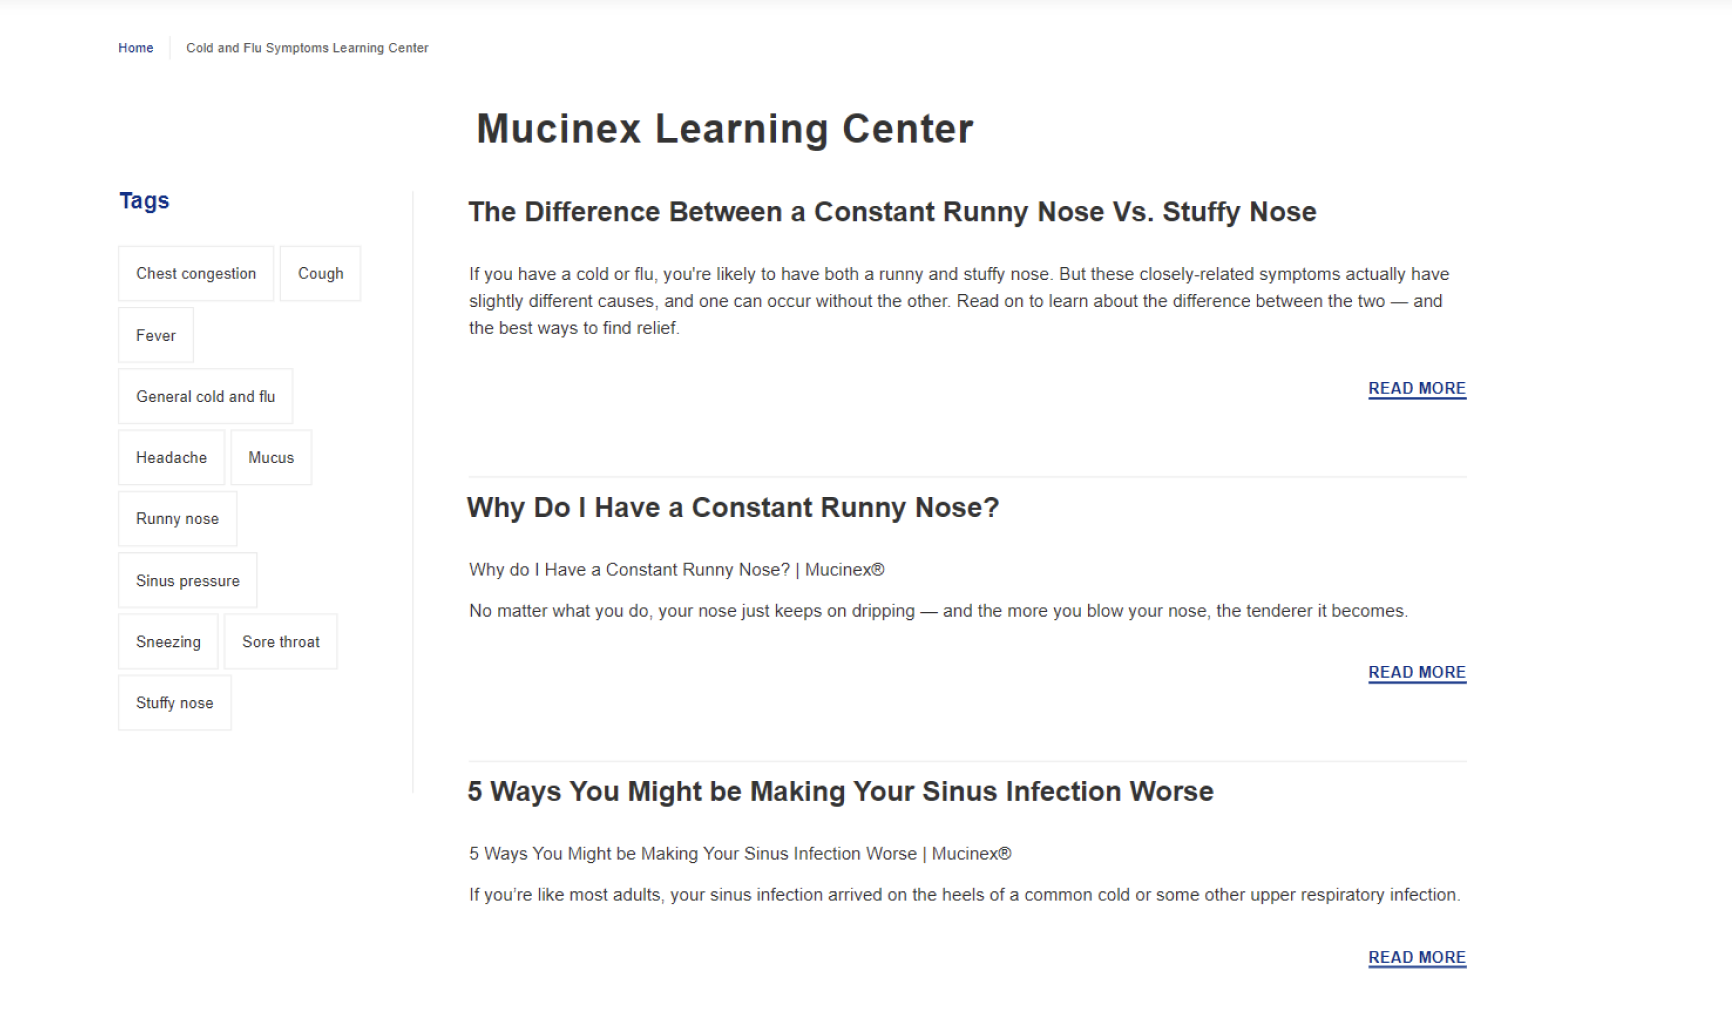 Home
Cold and Flu Symptoms Learning Center
Mucinex Learning Center
Tags
Chest congestion
Cough
Fever
General cold and flu
Headache
Mucus
Runny nose
Sinus pressure
Sneezing
Sore throat
Stuffy nose
The Difference Between a Constant Runny Nose Vs. Stuffy Nose
If you have a cold or flu, you're likely to have both a runny and stuffy nose. But these closely-related symptoms actually have
slightly different causes, and one can occur without the other. Read on to learn about the difference between the two — and
the best ways to find relief.
READ MORE
Why Do I Have a Constant Runny Nose?
Why do I Have a Constant Runny Nose? | Mucinex®
No matter what you do, your nose just keeps on dripping — and the more you blow your nose, the tenderer it becomes.
READ MORE
5 Ways You Might be Making Your Sinus Infection Worse
5 Ways You Might be Making Your Sinus Infection Worse | Mucinex®
If you’re like most adults, your sinus infection arrived on the heels of a common cold or some other upper respiratory infection.
READ MORE